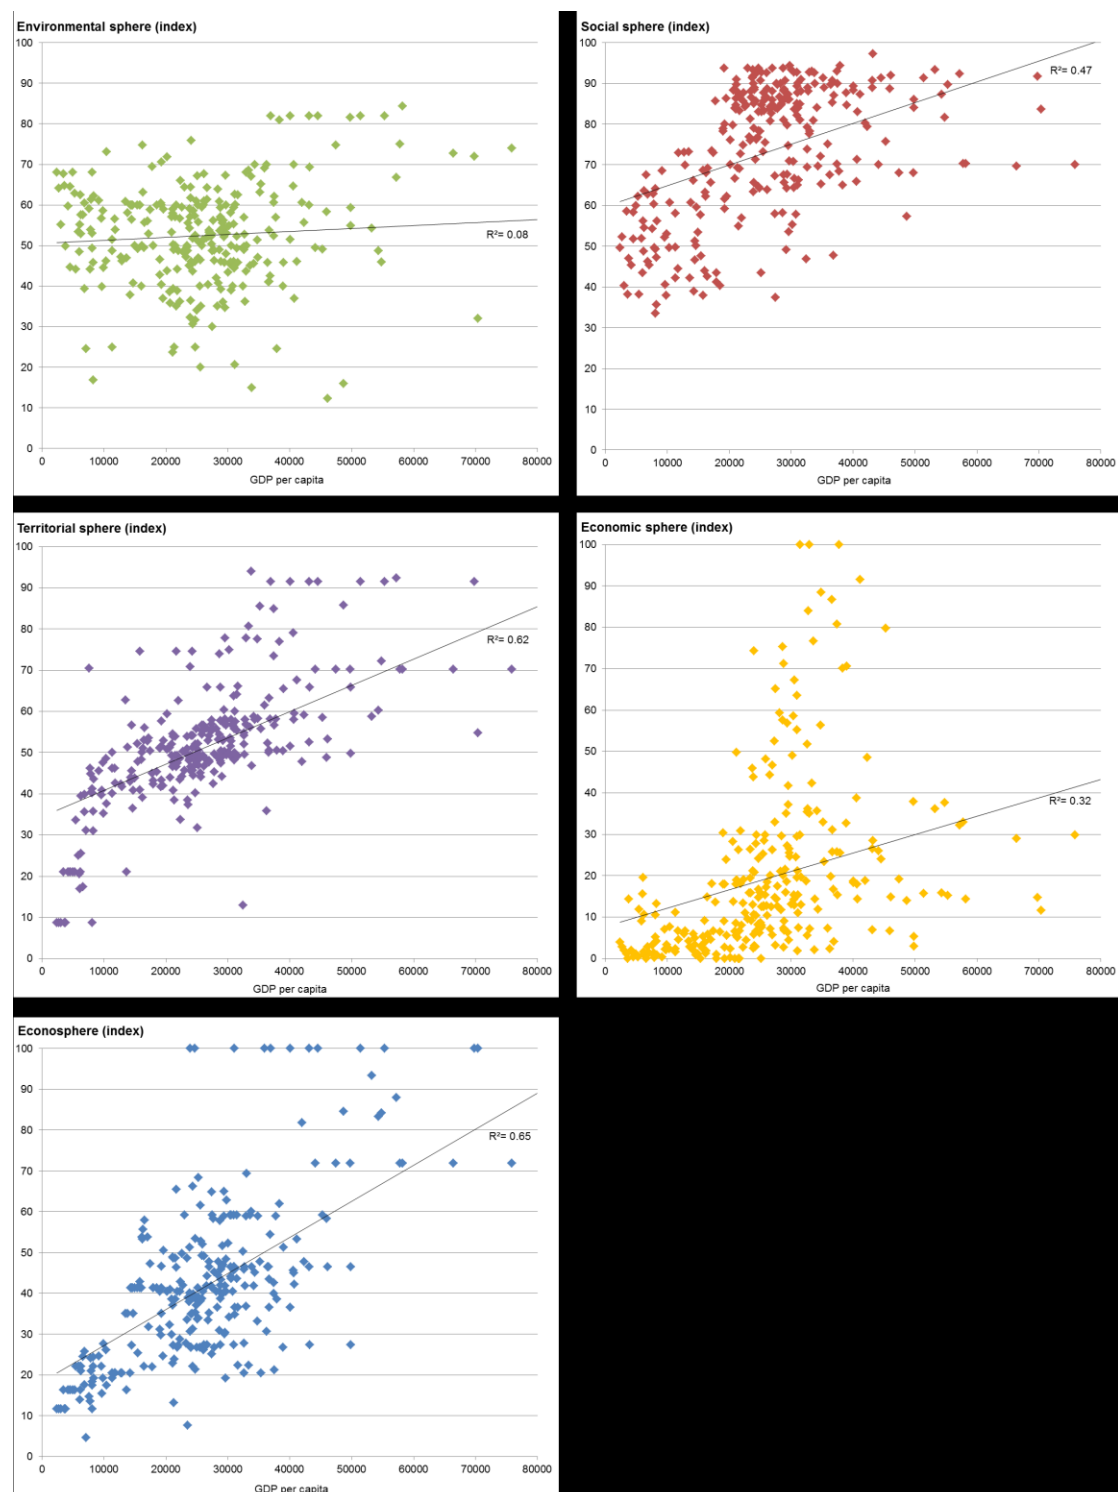 Environmental sphere (index)
100
90
80
70
60
50
40
30
20
10
0
R²= 0.08
0 10000 20000 30000 40000 50000 60000 70000 80000
GDP per capita
Social sphere (index)
100
90
80
70
60
50
40
30
20
10
0
R²= 0.47
0 10000 20000 30000 40000 50000 60000 70000 80000
GDP per capita
Territorial sphere (index)
100
90
80
70
60
50
40
30
20
10
0
R²= 0.62
0 10000 20000 30000 40000 50000 60000 70000 80000
GDP per capita
Economic sphere (index)
100
90
80
70
60
50
40
30
20
10
0
R²= 0.32
0 10000 20000 30000 40000 50000 60000 70000 80000
GDP per capita
Econosphere (index)
100
90
80
70
60
50
40
30
20
10
0
R²= 0.65
0 10000 20000 30000 40000 50000 60000 70000 80000
GDP per capita